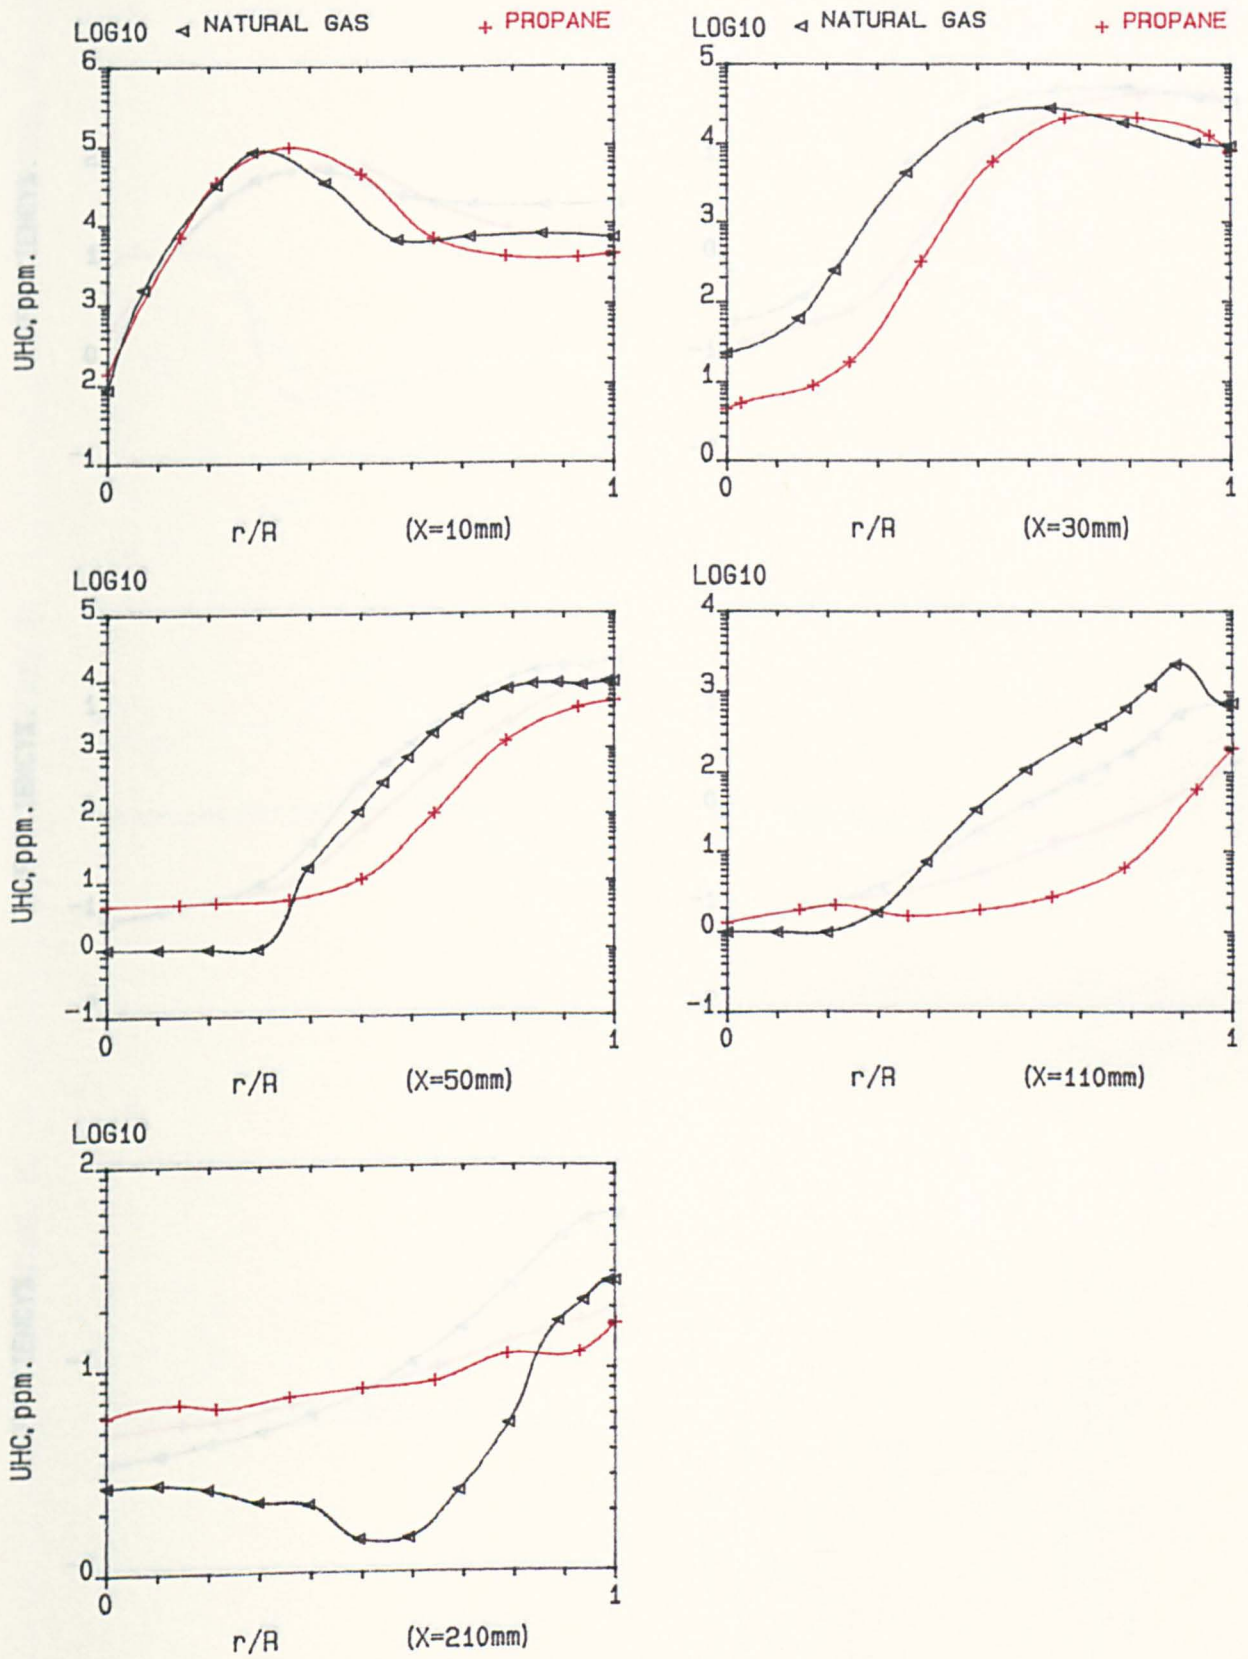 LOG10 ◁ NATURAL GAS + PROPANE
6
5
4
3
2
1
UHC, ppm.
0 1
r/R (X=10mm)
LOG10 ◁ NATURAL GAS + PROPANE
5
4
3
2
1
0
0 1
r/R (X=30mm)
LOG10
5
4
3
2
1
0
-1
UHC, ppm.
0 1
r/R (X=50mm)
LOG10
4
3
2
1
0
-1
0 1
r/R (X=110mm)
LOG10
2
1
0
UHC, ppm.
0 1
r/R (X=210mm)